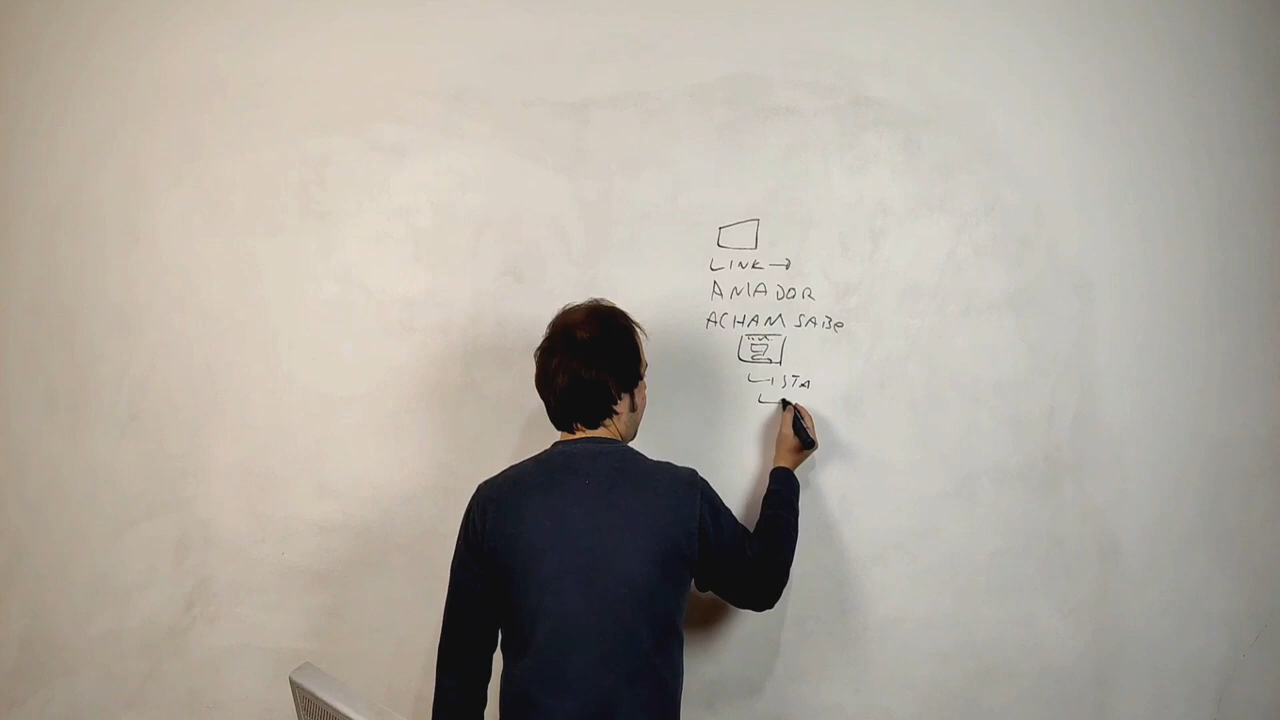 LINK →
AMADOR
ACHAM SABe
LISTA
L